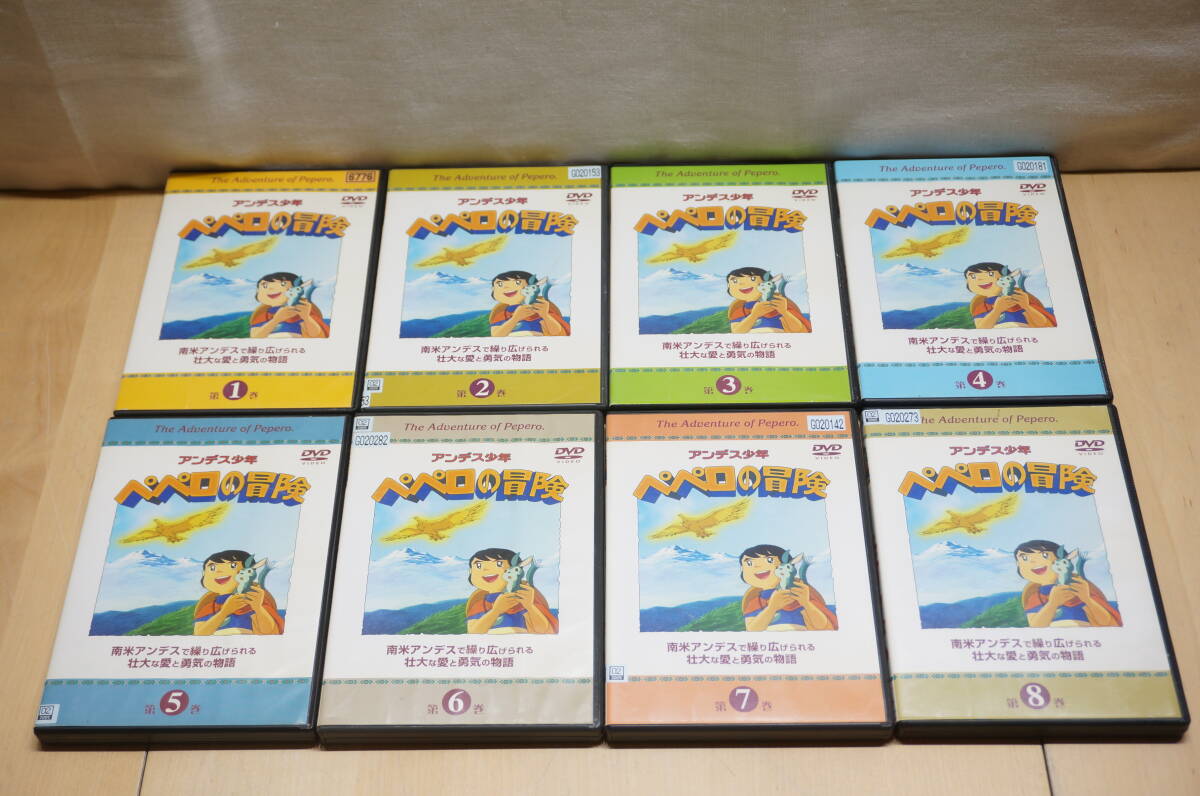 The Adventure of Pepero.
6776
アンデス少年
DVD
VIDEO
ペペロの冒険
南米アンデスで繰り広げられる
壮大な愛と勇気の物語
第1巻
The Adventure of Pepero.
G020153
アンデス少年
DVD
VIDEO
ペペロの冒険
南米アンデスで繰り広げられる
壮大な愛と勇気の物語
02
第2巻
The Adventure of Pepero.
アンデス少年
DVD
VIDEO
ペペロの冒険
南米アンデスで繰り広げられる
壮大な愛と勇気の物語
第3巻
The Adventure of Pepero.
G020181
アンデス少年
DVD
VIDEO
ペペロの冒険
南米アンデスで繰り広げられる
壮大な愛と勇気の物語
02
第4巻
The Adventure of Pepero.
アンデス少年
DVD
VIDEO
ペペロの冒険
南米アンデスで繰り広げられる
壮大な愛と勇気の物語
02
第5巻
02
The Adventure of Pepero.
G020282
アンデス少年
DVD
VIDEO
ペペロの冒険
南米アンデスで繰り広げられる
壮大な愛と勇気の物語
第6巻
The Adventure of Pepero.
G020142
アンデス少年
DVD
VIDEO
ペペロの冒険
南米アンデスで繰り広げられる
壮大な愛と勇気の物語
02
第7巻
02
G020273
The Adventure of Pepero.
アンデス少年
DVD
VIDEO
ペペロの冒険
南米アンデスで繰り広げられる
壮大な愛と勇気の物語
第8巻